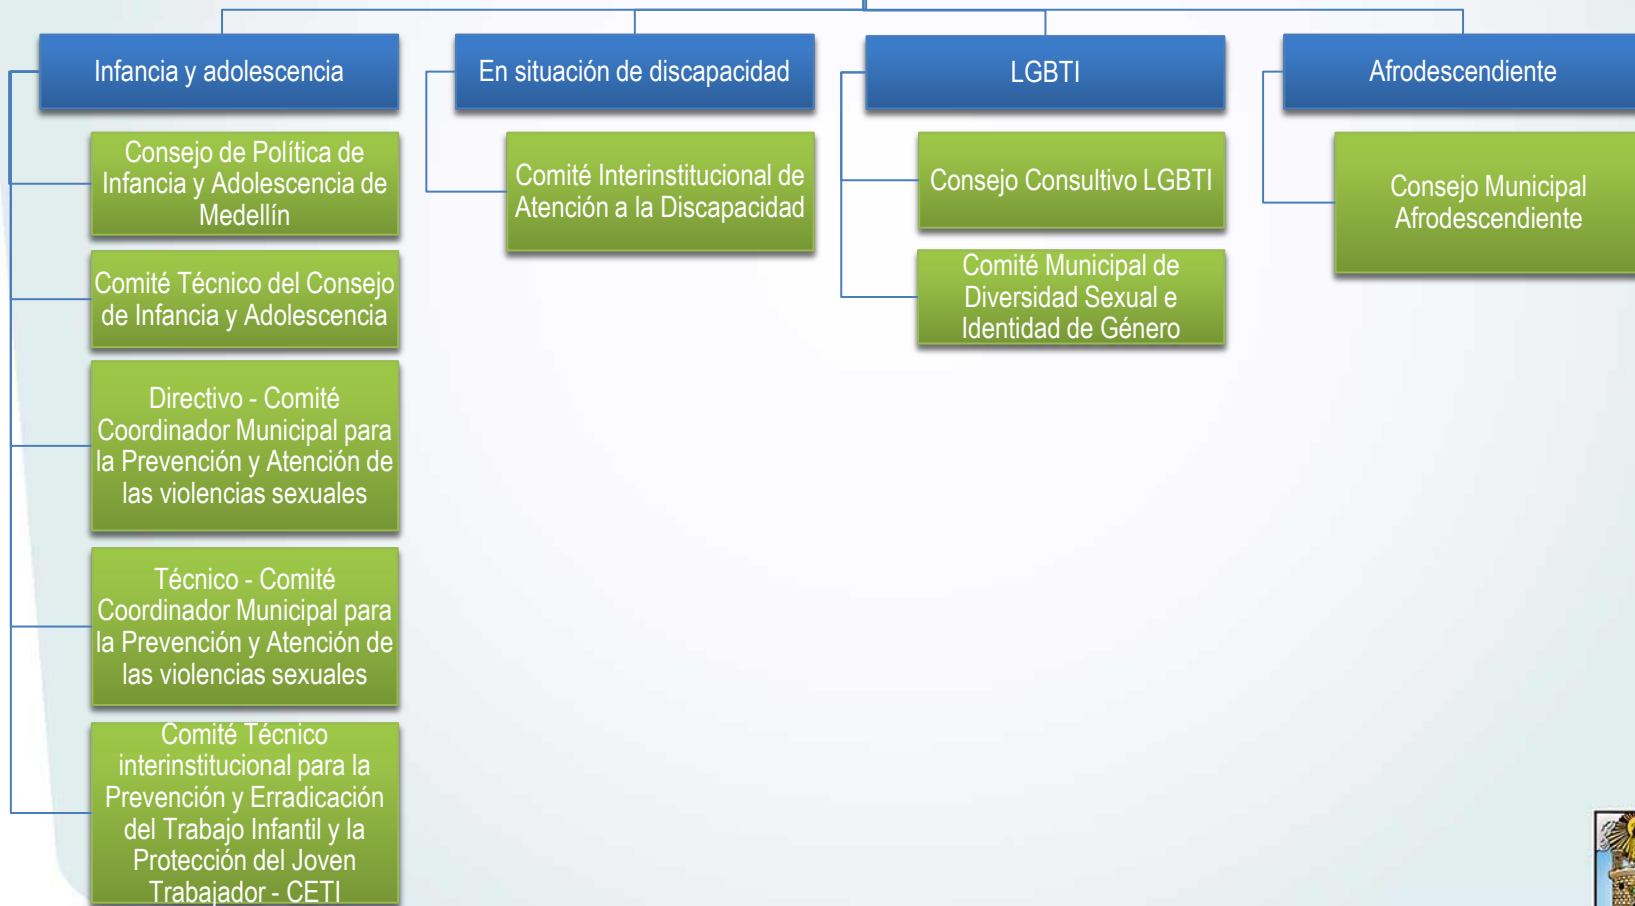 Infancia y adolescencia
Consejo de Política de
Infancia y Adolescencia de
Medellín
Comité Técnico del Consejo
de Infancia y Adolescencia
Directivo - Comité
Coordinador Municipal para
la Prevención y Atención de
las violencias sexuales
Técnico - Comité
Coordinador Municipal para
la Prevención y Atención de
las violencias sexuales
Comité Técnico
interinstitucional para la
Prevención y Erradicación
del Trabajo Infantil y la
Protección del Joven
Trabajador - CETI
En situación de discapacidad
Comité Interinstitucional de
Atención a la Discapacidad
LGBTI
Consejo Consultivo LGBTI
Comité Municipal de
Diversidad Sexual e
Identidad de Género
Afrodescendiente
Consejo Municipal
Afrodescendiente